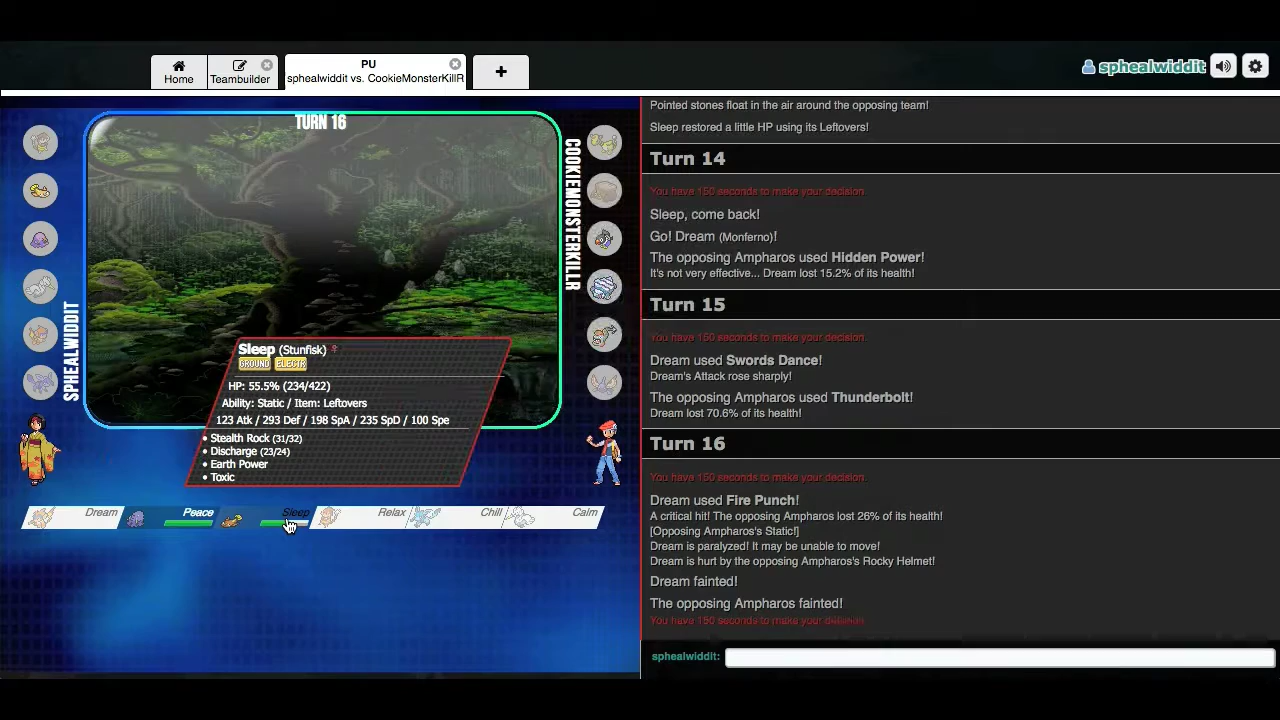 Home
Teambuilder
PU
sphealwiddit vs. CookieMonsterKillR
+
sphealwiddit
TURN 16
SPHEALWIDDIT
COOKIEMONSTERKILLR
Sleep (Stunfisk)
GROUND ELECTR
HP: 55.5% (234/422)
Ability: Static / Item: Leftovers
123 Atk / 293 Def / 198 SpA / 235 SpD / 100 Spe
• Stealth Rock (31/32)
• Discharge (23/24)
• Earth Power
• Toxic
Dream Peace Sleep Relax Chill Calm
Pointed stones float in the air around the opposing team!
Sleep restored a little HP using its Leftovers!
Turn 14
You have 150 seconds to make your decision.
Sleep, come back!
Go! Dream (Monferno)!
The opposing Ampharos used Hidden Power!
It's not very effective... Dream lost 15.2% of its health!
Turn 15
You have 150 seconds to make your decision.
Dream used Swords Dance!
Dream's Attack rose sharply!
The opposing Ampharos used Thunderbolt!
Dream lost 70.6% of its health!
Turn 16
You have 150 seconds to make your decision.
Dream used Fire Punch!
A critical hit! The opposing Ampharos lost 26% of its health!
[Opposing Ampharos's Static!]
Dream is paralyzed! It may be unable to move!
Dream is hurt by the opposing Ampharos's Rocky Helmet!
Dream fainted!
The opposing Ampharos fainted!
You have 150 seconds to make your decision.
sphealwiddit: